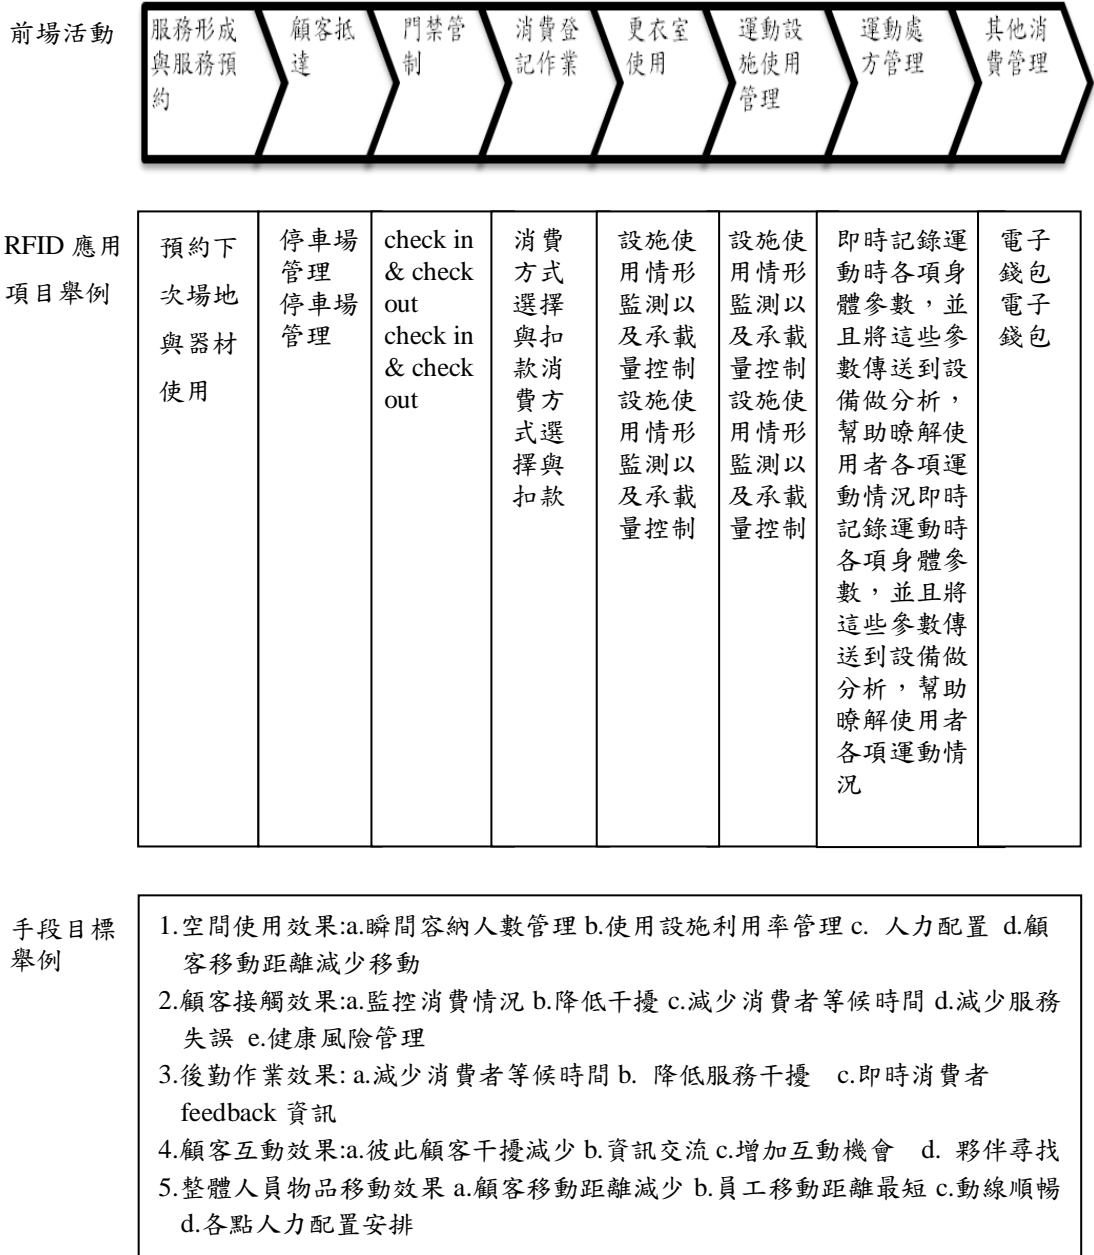 前場活動
服務形成
與服務預
約
顧客抵
達
門禁管
制
消費登
記作業
更衣室
使用
運動設
施使用
管理
運動處
方管理
其他消
費管理
RFID 應用
項目舉例
預約下
次場地
與器材
使用
停車場
管理
停車場
管理
check in
& check
out
check in
& check
out
消費
方式
選擇
與扣
款消
費方
式選
擇與
扣款
設施使
用情形
監測以
及承載
量控制
設施使
用情形
監測以
及承載
量控制
設施使
用情形
監測以
及承載
量控制
設施使
用情形
監測以
及承載
量控制
即時記錄運
動時各項身
體參數，並
且將這些參
數傳送到設
備做分析，
幫助瞭解使
用者各項運
動情況即時
記錄運動時
各項身體參
數，並且將
這些參數傳
送到設備做
分析，幫助
瞭解使用者
各項運動情
況
電子
錢包
電子
錢包
手段目標
舉例
1.空間使用效果:a.瞬間容納人數管理 b.使用設施利用率管理 c. 人力配置 d.顧
客移動距離減少移動
2.顧客接觸效果:a.監控消費情況 b.降低干擾 c.減少消費者等候時間 d.減少服務
失誤 e.健康風險管理
3.後勤作業效果: a.減少消費者等候時間 b. 降低服務干擾 c.即時消費者
feedback 資訊
4.顧客互動效果:a.彼此顧客干擾減少 b.資訊交流 c.增加互動機會 d. 夥伴尋找
5.整體人員物品移動效果 a.顧客移動距離減少 b.員工移動距離最短 c.動線順暢
d.各點人力配置安排